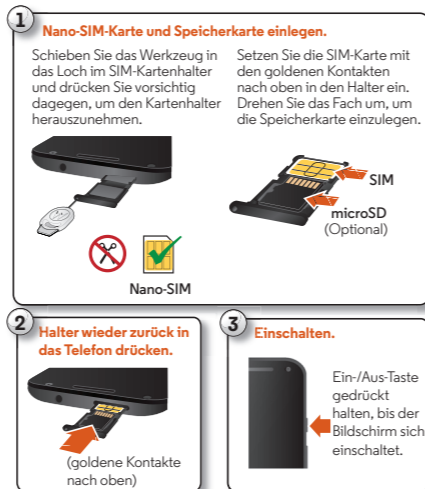 1
Nano-SIM-Karte und Speicherkarte einlegen.
Schieben Sie das Werkzeug in
das Loch im SIM-Kartenhalter
und drücken Sie vorsichtig
dagegen, um den Kartenhalter
herauszunehmen.
Setzen Sie die SIM-Karte mit
den goldenen Kontakten
nach oben in den Halter ein.
Drehen Sie das Fach um, um
die Speicherkarte einzulegen.
SIM
microSD
(Optional)
Nano-SIM
2
Halter wieder zurück in
das Telefon drücken.
(goldene Kontakte
nach oben)
3
Einschalten.
Ein-/Aus-Taste
gedrückt
halten, bis der
Bildschirm sich
einschaltet.